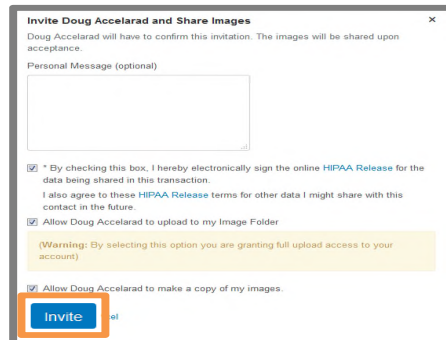 Invite Doug Accelarad and Share Images ×
Doug Accelarad will have to confirm this invitation. The images will be shared upon
acceptance.
Personal Message (optional)
* By checking this box, I hereby electronically sign the online HIPAA Release for the
data being shared in this transaction.
I also agree to these HIPAA Release terms for other data I might share with this
contact in the future.
Allow Doug Accelarad to upload to my Image Folder
(Warning: By selecting this option you are granting full upload access to your
account)
Allow Doug Accelarad to make a copy of my images.
Invite el